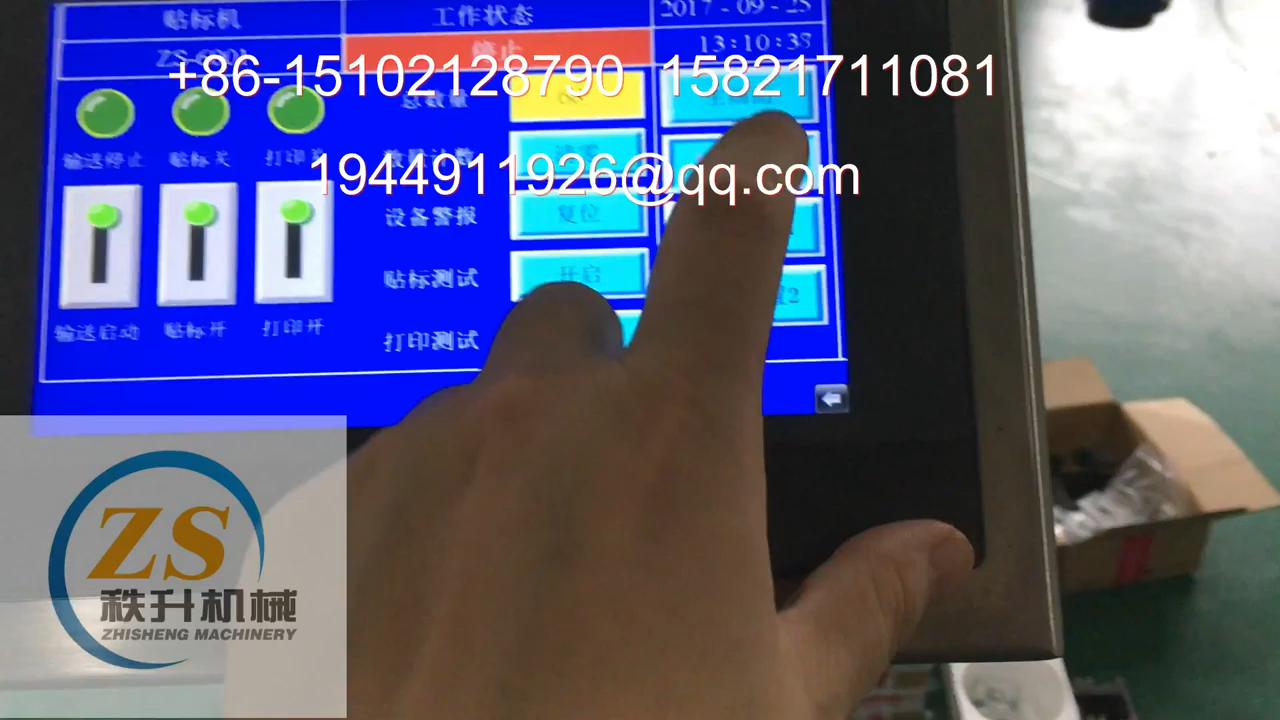 贴标机
工作状态
2017-09-25
停止
13:10:37
+86-15102128790 15821711081
总数量
输送停止
贴标关
打印关
1944911926@qq.com
设备警报
复位
贴标测试
开启
输送启动
贴标开
打印开
打印测试
ZS
秩升机械
ZHISHENG MACHINERY